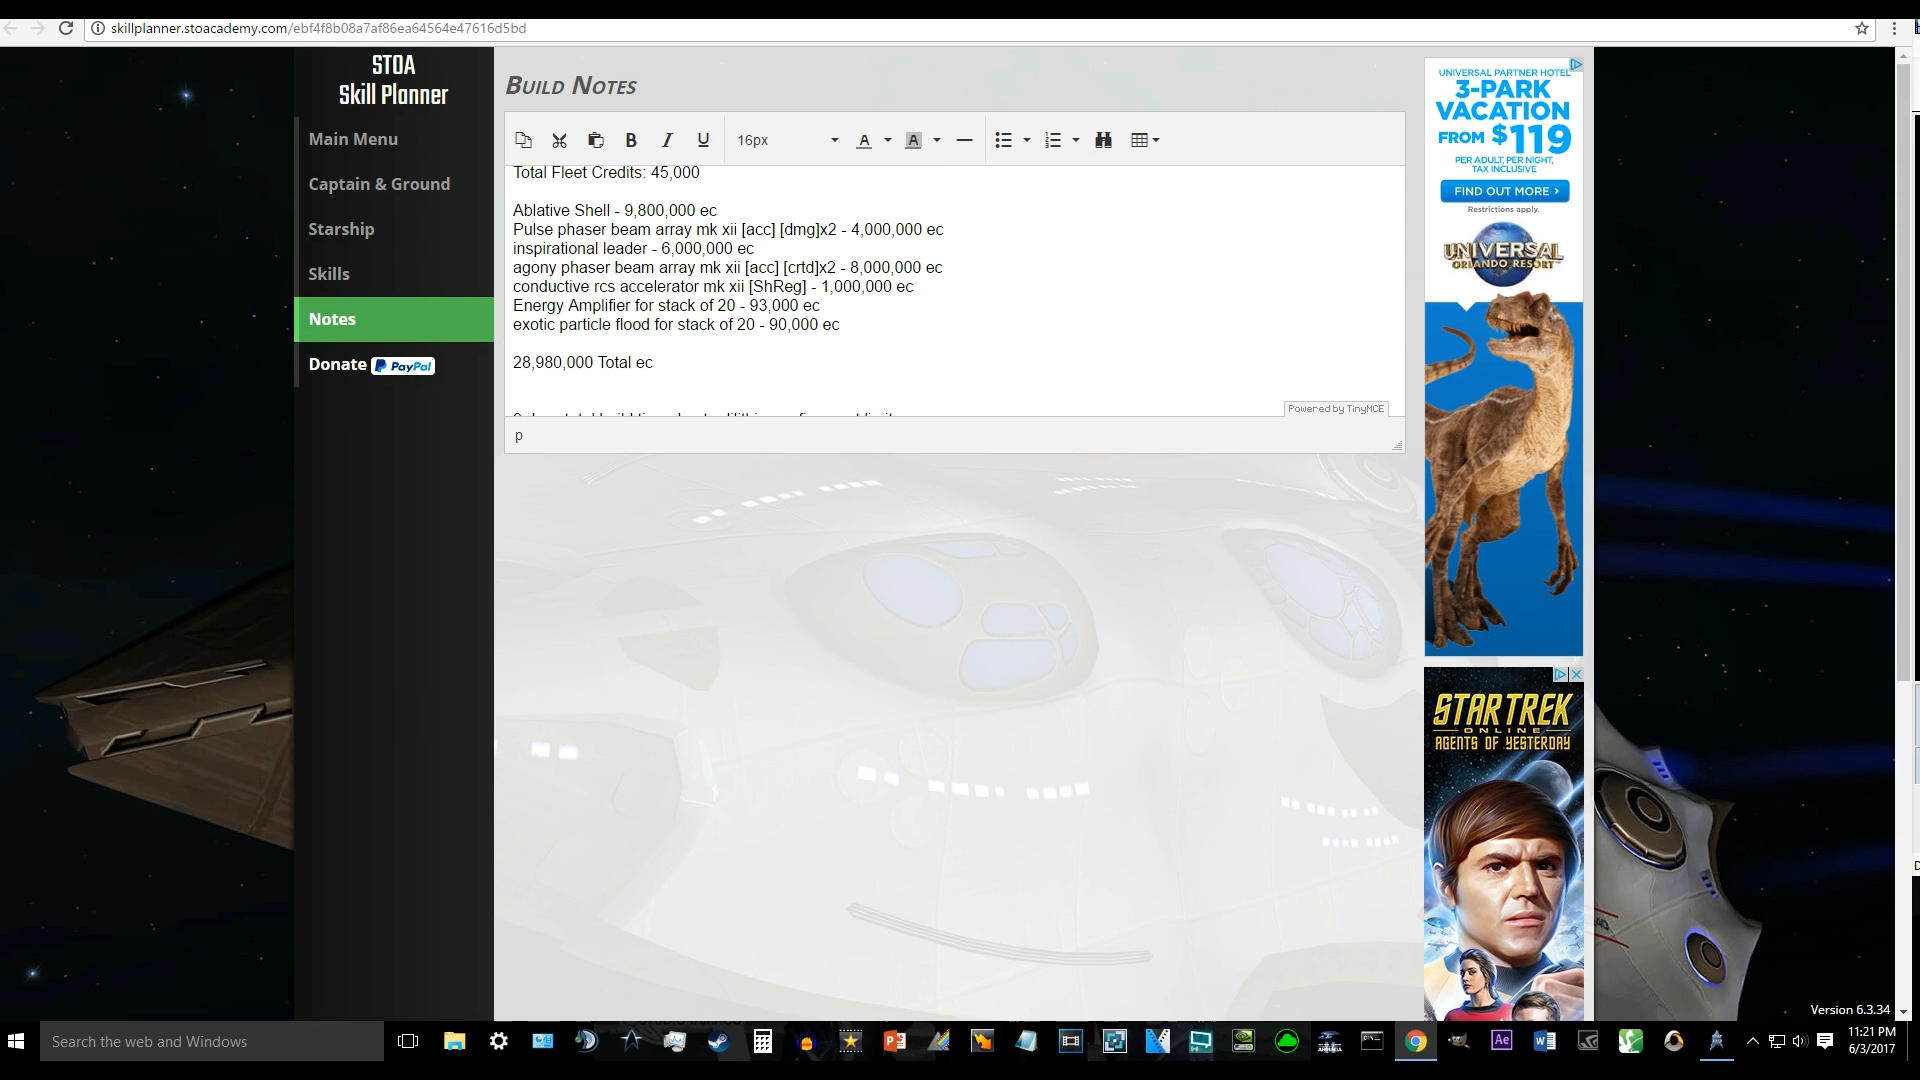 skillplanner.stoacademy.com/ebf4f8b08a7af86ea64564e47616d5bd
STOA
Skill Planner
Main Menu
Captain & Ground
Starship
Skills
Notes
Donate PayPal
BUILD NOTES
B I U 16px A A
Total Fleet Credits: 45,000
Ablative Shell - 9,800,000 ec
Pulse phaser beam array mk xii [acc] [dmg]x2 - 4,000,000 ec
inspirational leader - 6,000,000 ec
agony phaser beam array mk xii [acc] [crtd]x2 - 8,000,000 ec
conductive rcs accelerator mk xii [ShReg] - 1,000,000 ec
Energy Amplifier for stack of 20 - 93,000 ec
exotic particle flood for stack of 20 - 90,000 ec
28,980,000 Total ec
Powered by TinyMCE
p
UNIVERSAL PARTNER HOTEL
3-PARK
VACATION
FROM $119
PER ADULT, PER NIGHT,
TAX INCLUSIVE
FIND OUT MORE >
Restrictions apply.
UNIVERSAL
ORLANDO RESORT
STAR TREK
ONLINE
AGENTS OF YESTERDAY
Version 6.3.34
Search the web and Windows
Ae
11:21 PM
6/3/2017